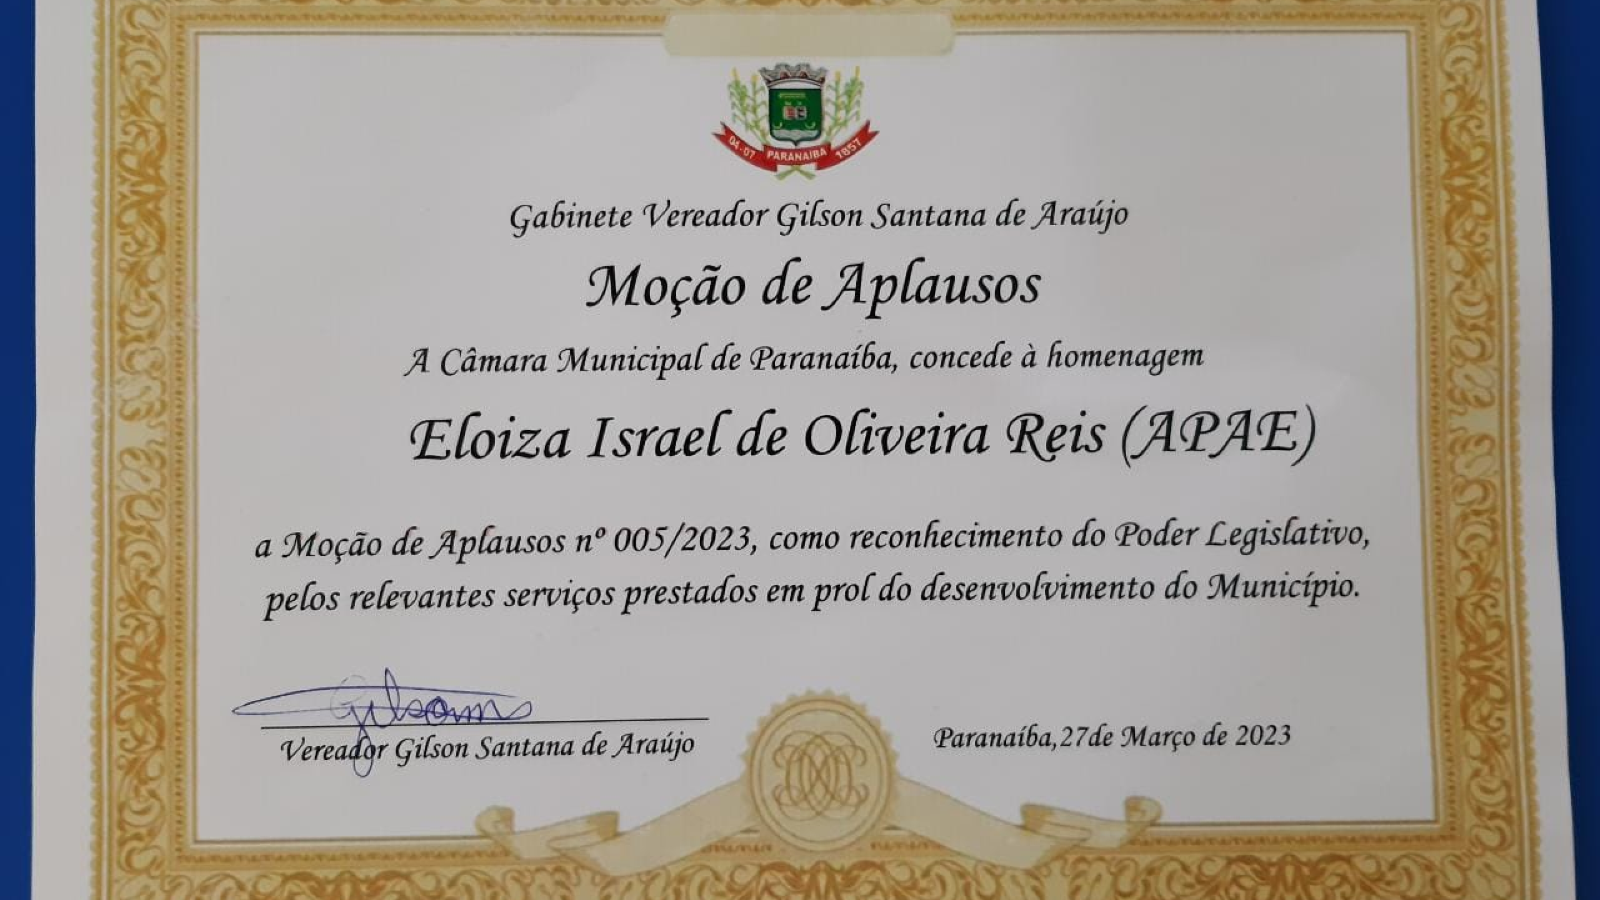 04-07 PARANAIBA 1857
Gabinete Vereador Gilson Santana de Araújo
Moção de Aplausos
A Câmara Municipal de Paranaíba, concede à homenagem
Eloiza Israel de Oliveira Reis (APAE)
a Moção de Aplausos nº 005/2023, como reconhecimento do Poder Legislativo,
pelos relevantes serviços prestados em prol do desenvolvimento do Município.
Gilson
Vereador Gilson Santana de Araújo
Paranaíba,27de Março de 2023